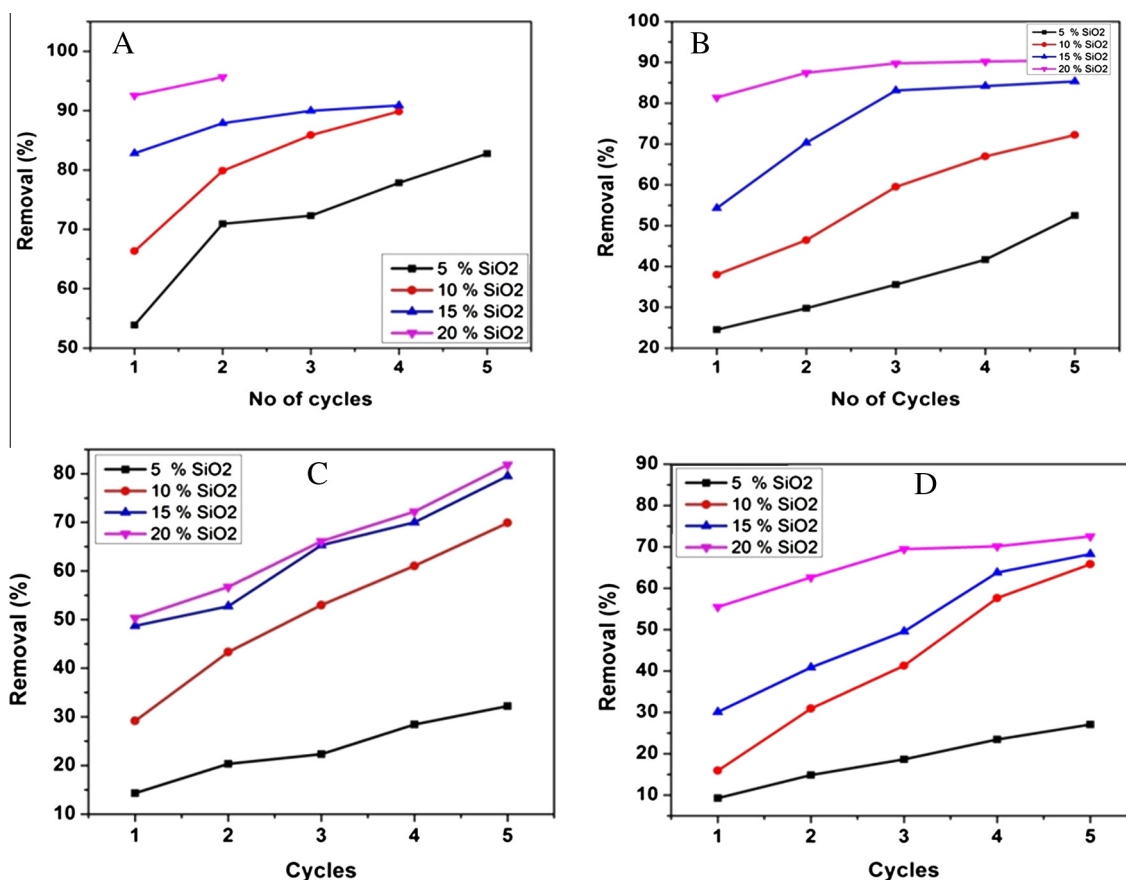 A
Removal (%)
100
90
80
70
60
50
1 2 3 4 5
No of cycles
5 % SiO2
10 % SiO2
15 % SiO2
20 % SiO2
B
Removal (%)
100
90
80
70
60
50
40
30
20
1 2 3 4 5
No of Cycles
5 % SiO2
10 % SiO2
15 % SiO2
20 % SiO2
C
Removal (%)
80
70
60
50
40
30
20
10
1 2 3 4 5
Cycles
5 % SiO2
10 % SiO2
15 % SiO2
20 % SiO2
D
Removal (%)
90
80
70
60
50
40
30
20
10
1 2 3 4 5
Cycles
5 % SiO2
10 % SiO2
15 % SiO2
20 % SiO2